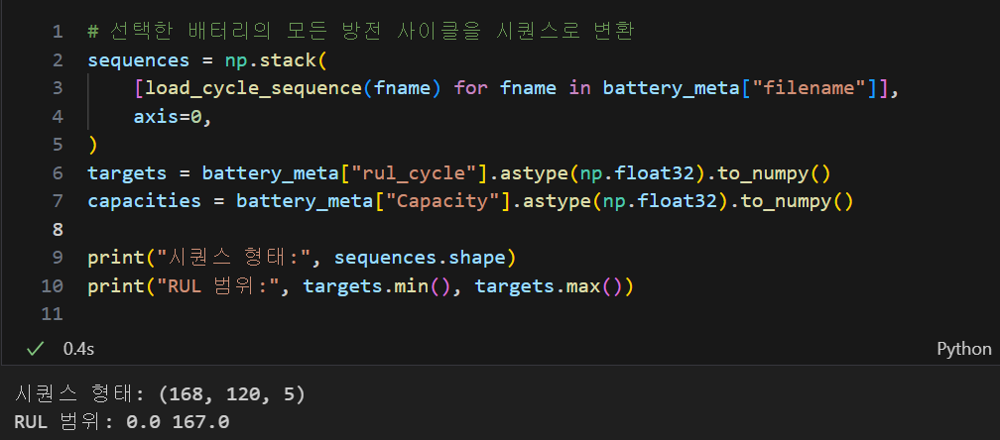 1 # 선택한 배터리의 모든 방전 사이클을 시퀀스로 변환
2 sequences = np.stack(
3     [load_cycle_sequence(fname) for fname in battery_meta["filename"]],
4     axis=0,
5 )
6 targets = battery_meta["rul_cycle"].astype(np.float32).to_numpy()
7 capacities = battery_meta["Capacity"].astype(np.float32).to_numpy()
8
9 print("시퀀스 형태:", sequences.shape)
10 print("RUL 범위:", targets.min(), targets.max())
11
0.4s Python
시퀀스 형태: (168, 120, 5)
RUL 범위: 0.0 167.0